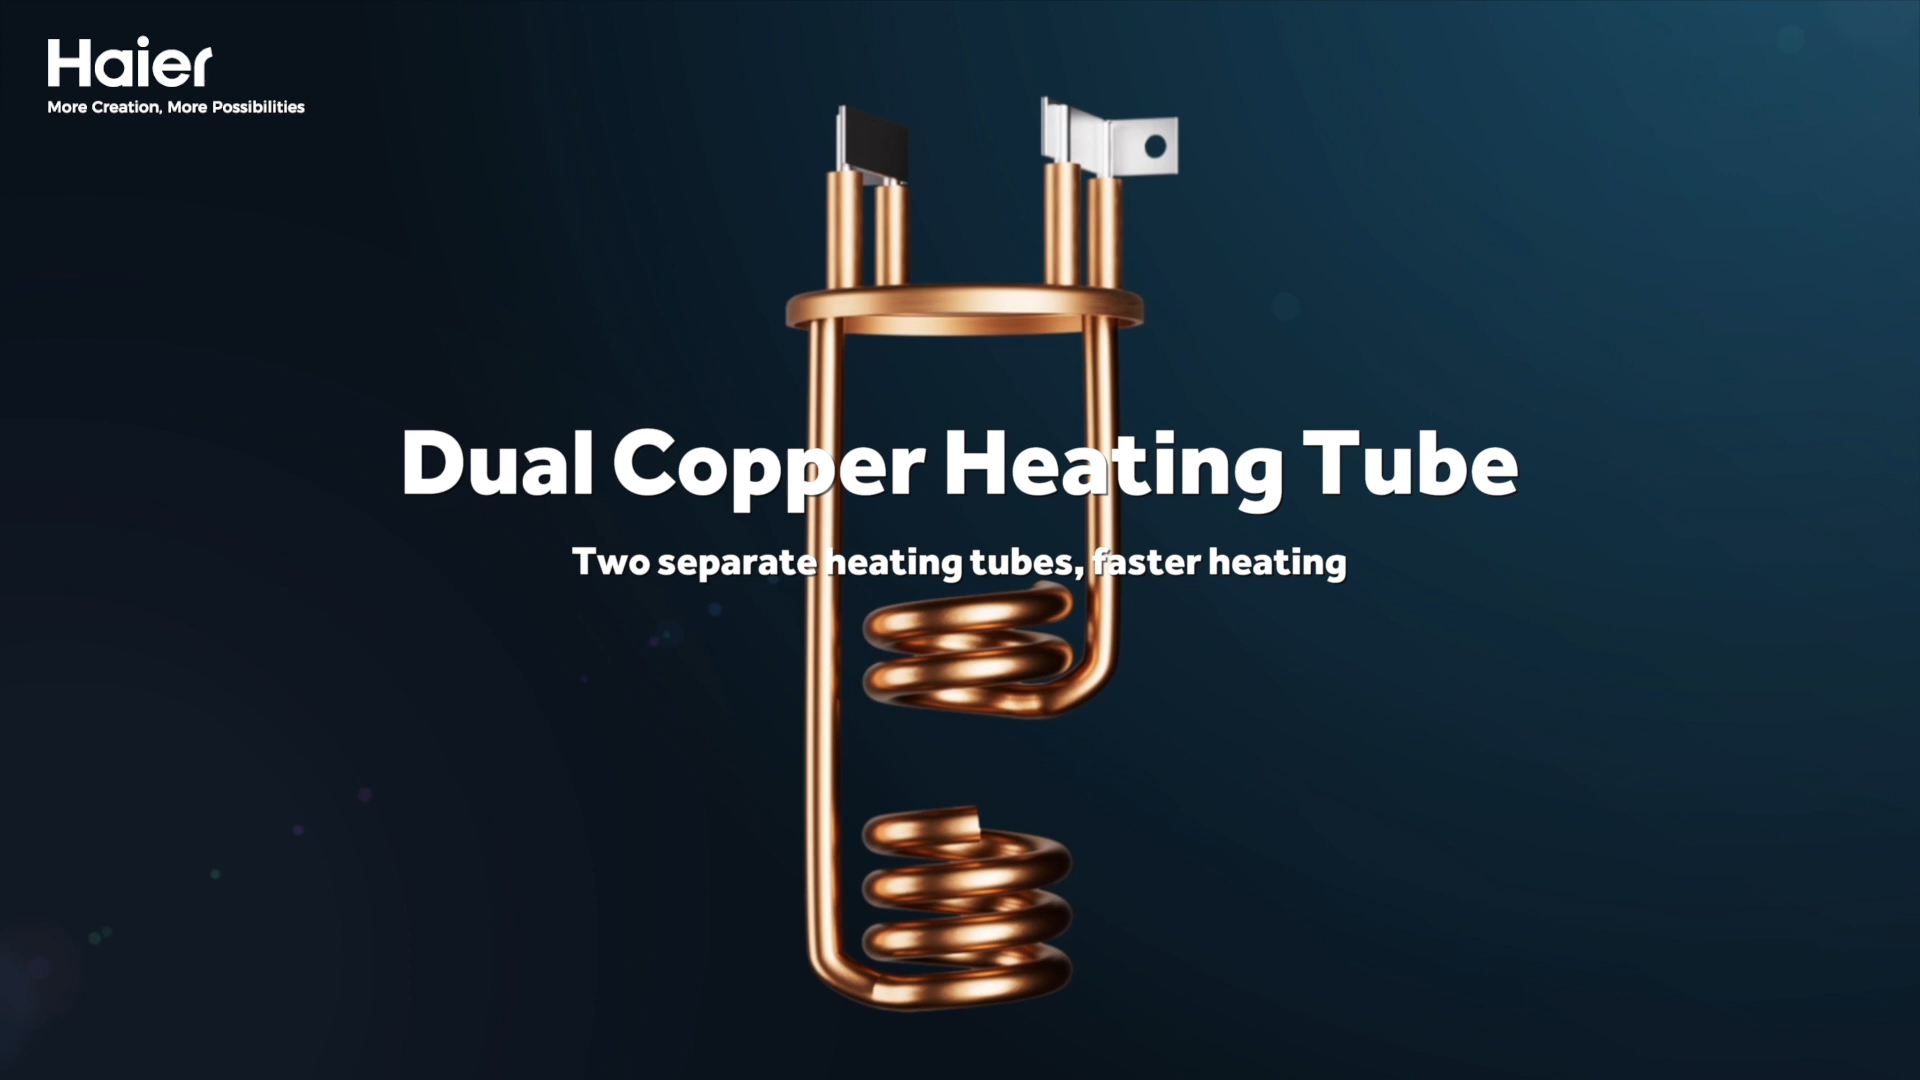 Haier
More Creation, More Possibilities
Dual Copper Heating Tube
Two separate heating tubes, faster heating